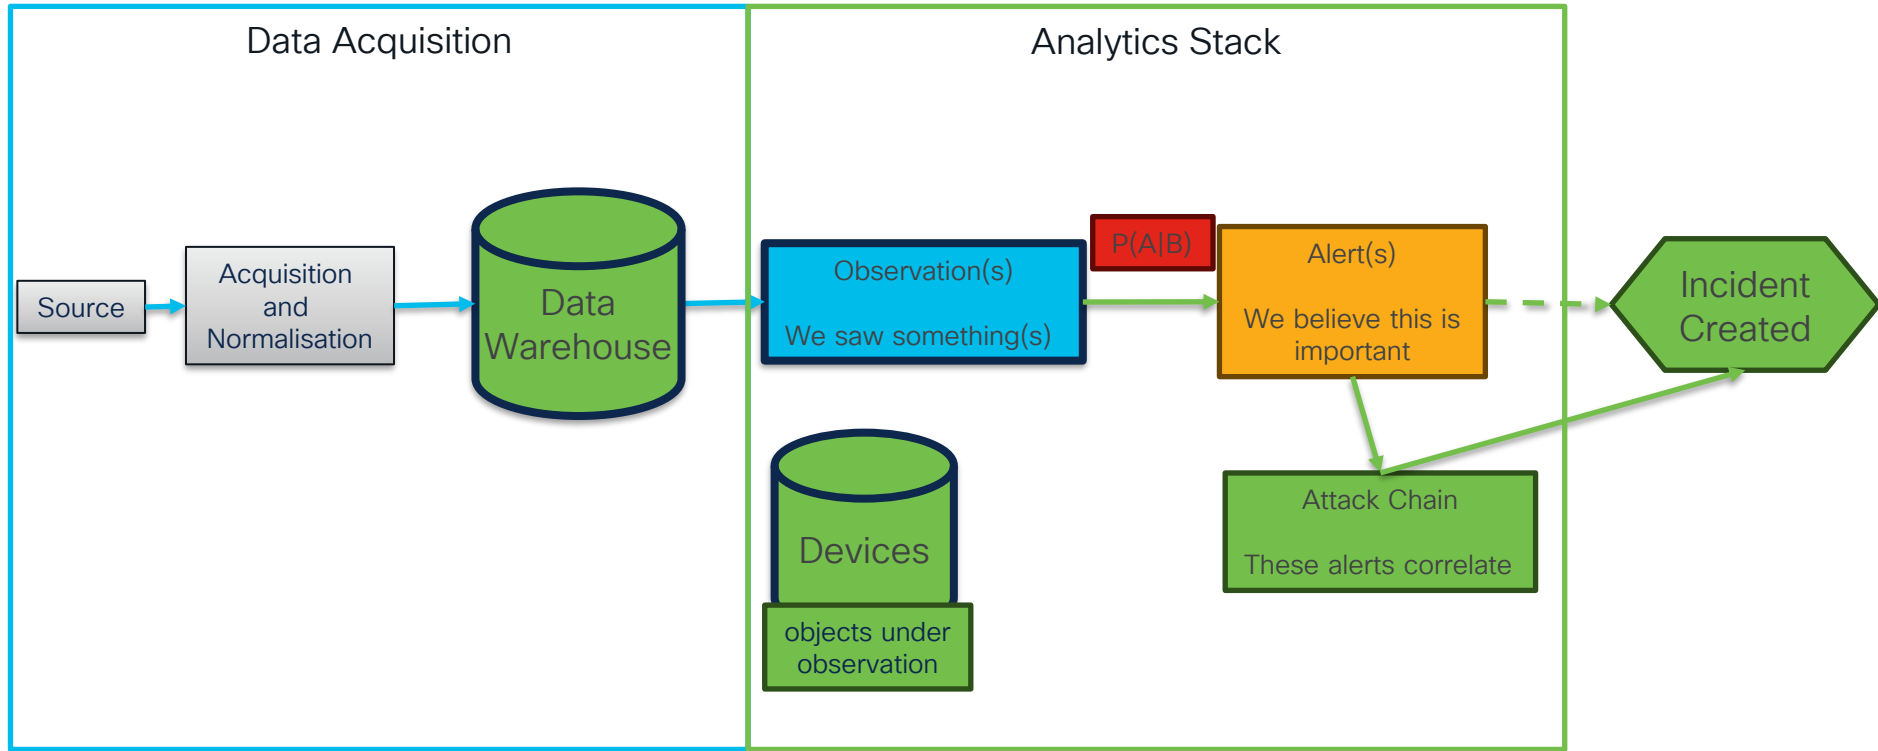 Data Acquisition
Analytics Stack
Source
Acquisition
and
Normalisation
Data
Warehouse
Observation(s)
We saw something(s)
P(A|B)
Alert(s)
We believe this is
important
Incident
Created
Devices
objects under
observation
Attack Chain
These alerts correlate